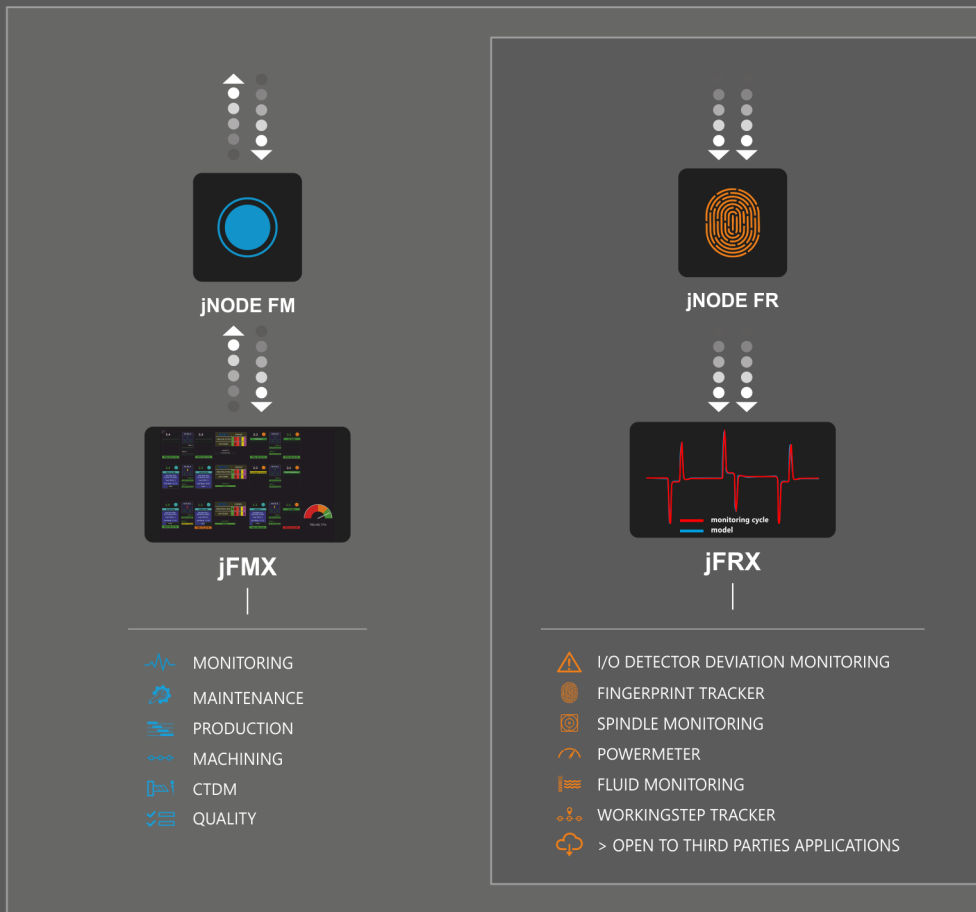 jNODE FM
jFMX
MONITORING
MAINTENANCE
PRODUCTION
MACHINING
CTDM
QUALITY
jNODE FR
monitoring cycle
model
jFRX
I/O DETECTOR DEVIATION MONITORING
FINGERPRINT TRACKER
SPINDLE MONITORING
POWERMETER
FLUID MONITORING
WORKINGSTEP TRACKER
> OPEN TO THIRD PARTIES APPLICATIONS